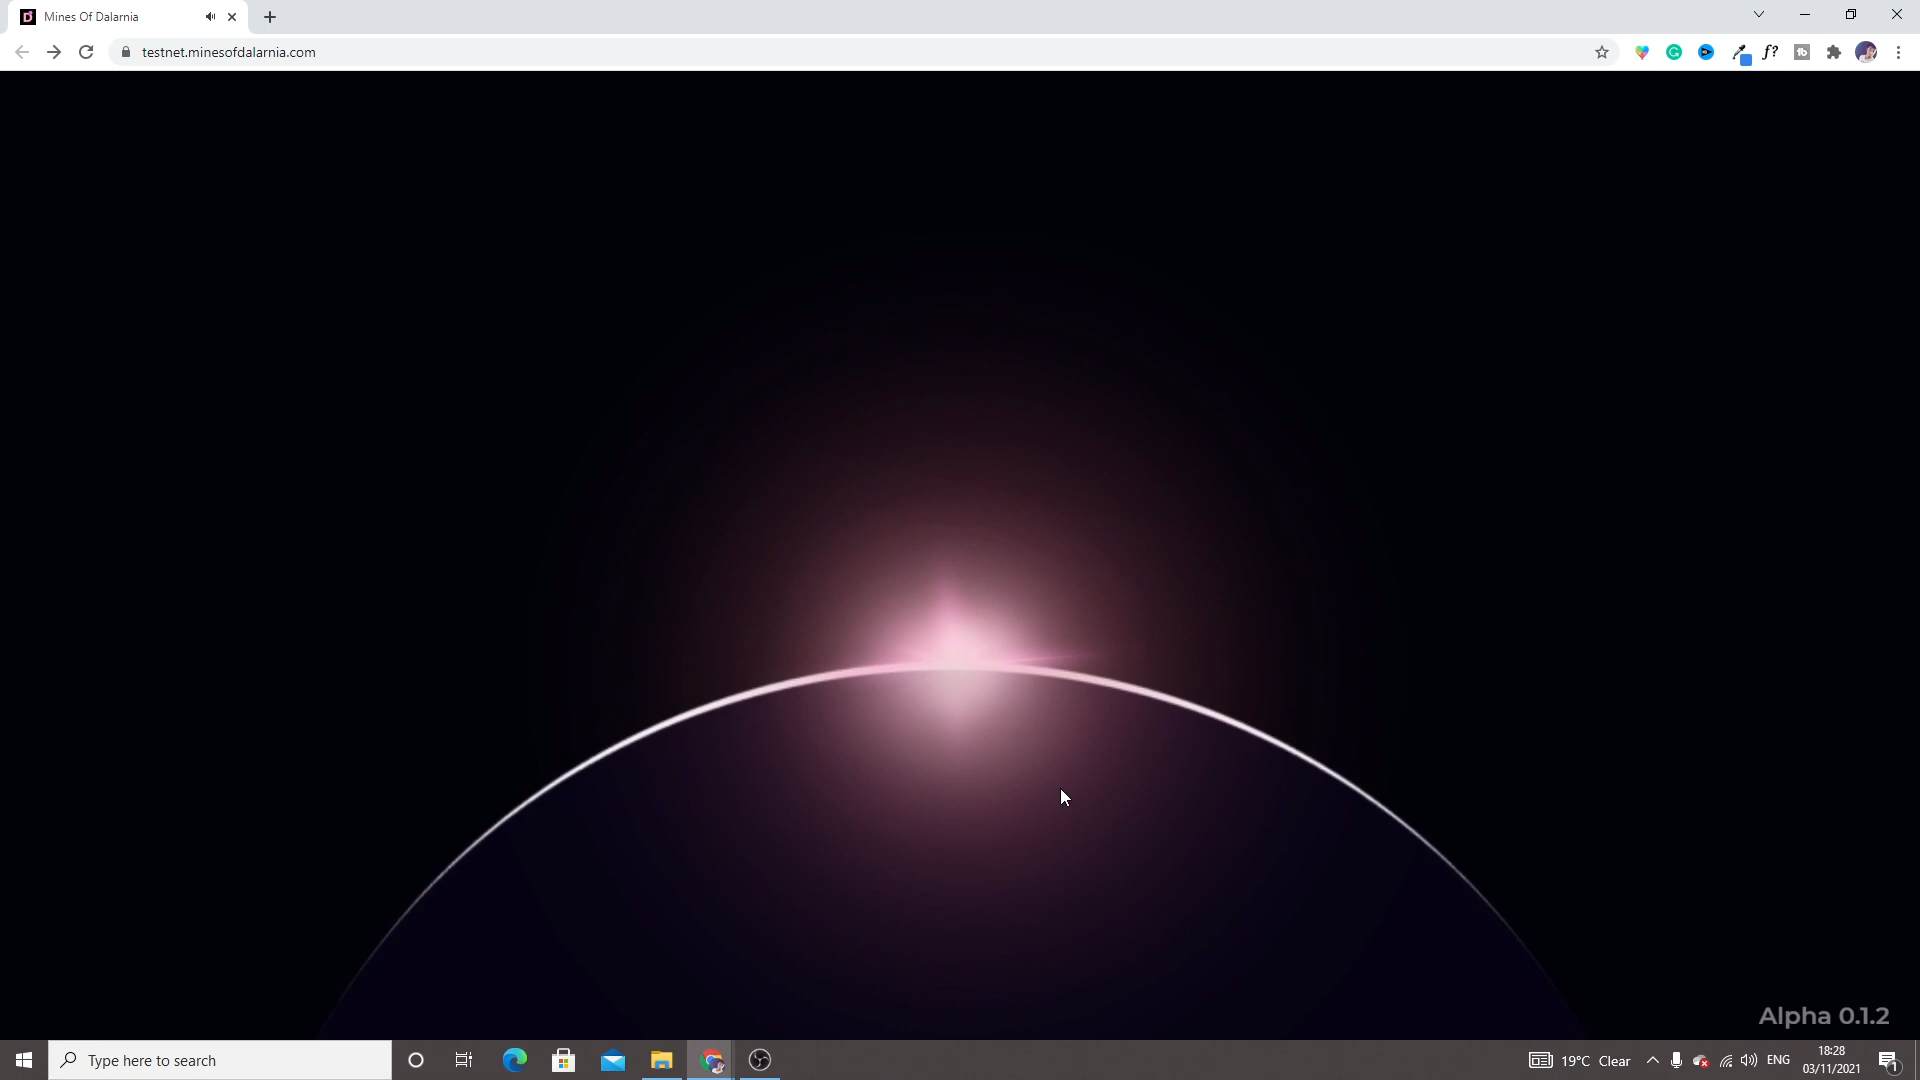 Mines Of Dalarnia
testnet.minesofdalarnia.com
f?
Alpha 0.1.2
Type here to search
19°C Clear
ENG
18:28
03/11/2021
1